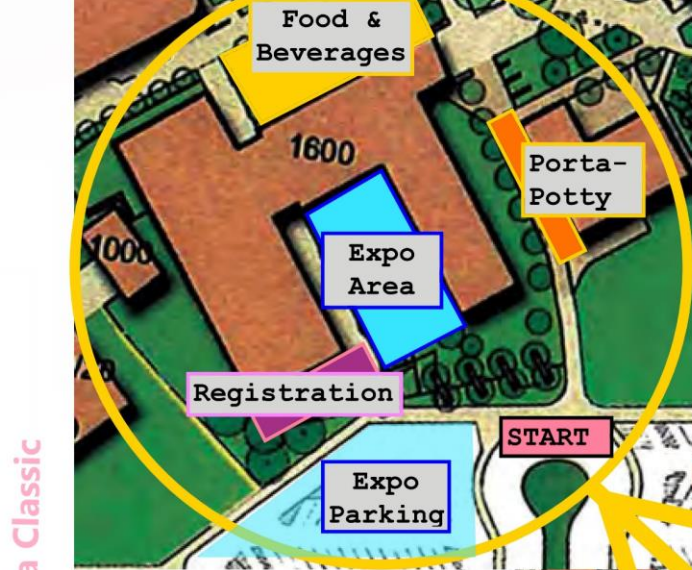 Food &
Beverages
1600
Porta-
Potty
Expo
Area
1000
Registration
START
Expo
Parking
a Classic